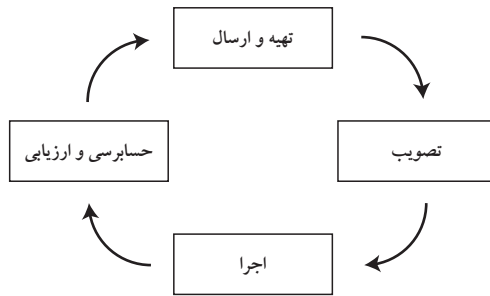 تهیه و ارسال
تصویب
اجرا
حسابرسی و ارزیابی